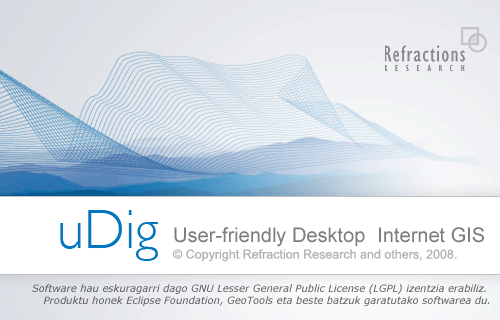 Refractions
RESEARCH
uDig
User-friendly Desktop Internet GIS
© Copyright Refraction Research and others, 2008.
Software hau eskuragarri dago GNU Lesser General Public License (LGPL) izentzia erabiliz.
Produktu honek Eclipse Foundation, GeoTools eta beste batzuk garatutako softwarea du.